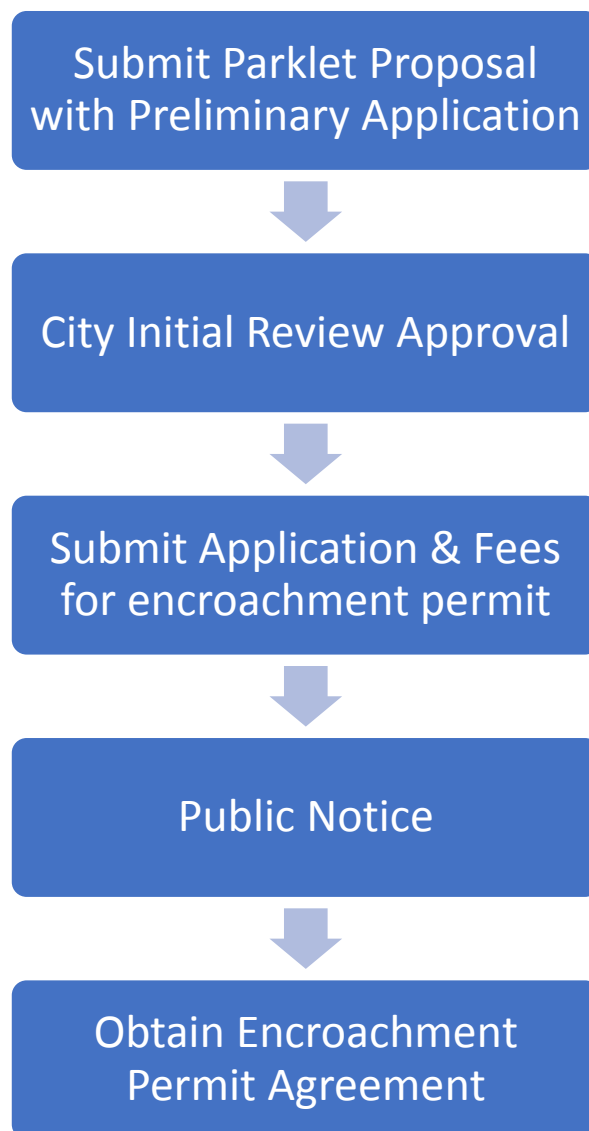 Submit Parklet Proposal
with Preliminary Application
City Initial Review Approval
Submit Application & Fees
for encroachment permit
Public Notice
Obtain Encroachment
Permit Agreement